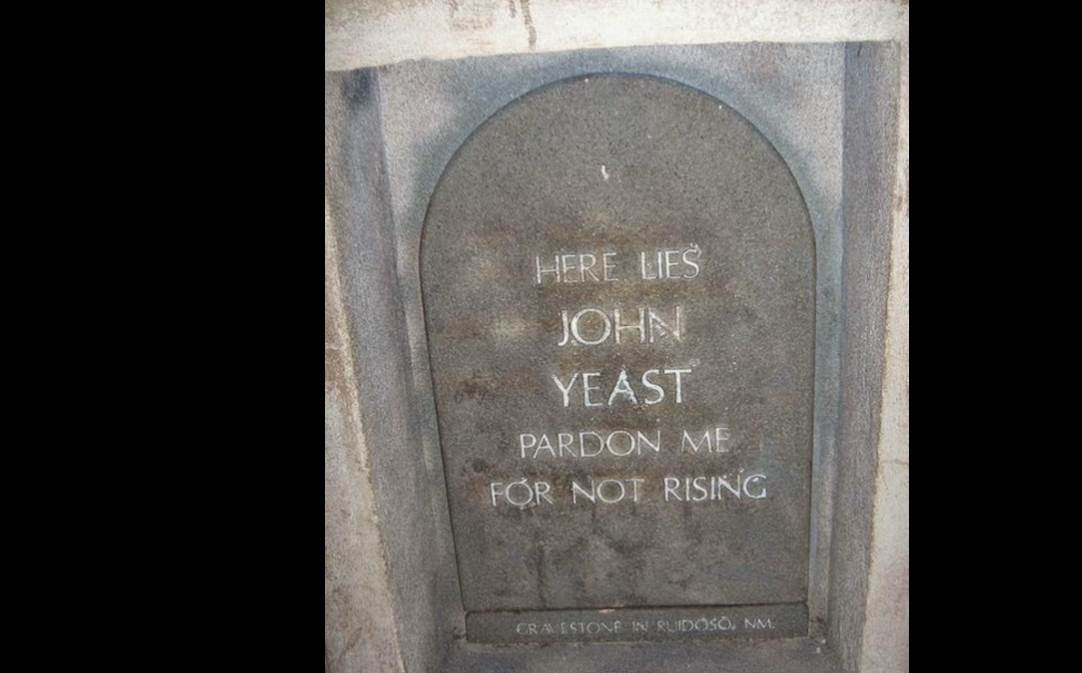 HERE LIES
JOHN
YEAST
PARDON ME
FOR NOT RISING
GRAVESTONE IN RUIDOSO, NM.